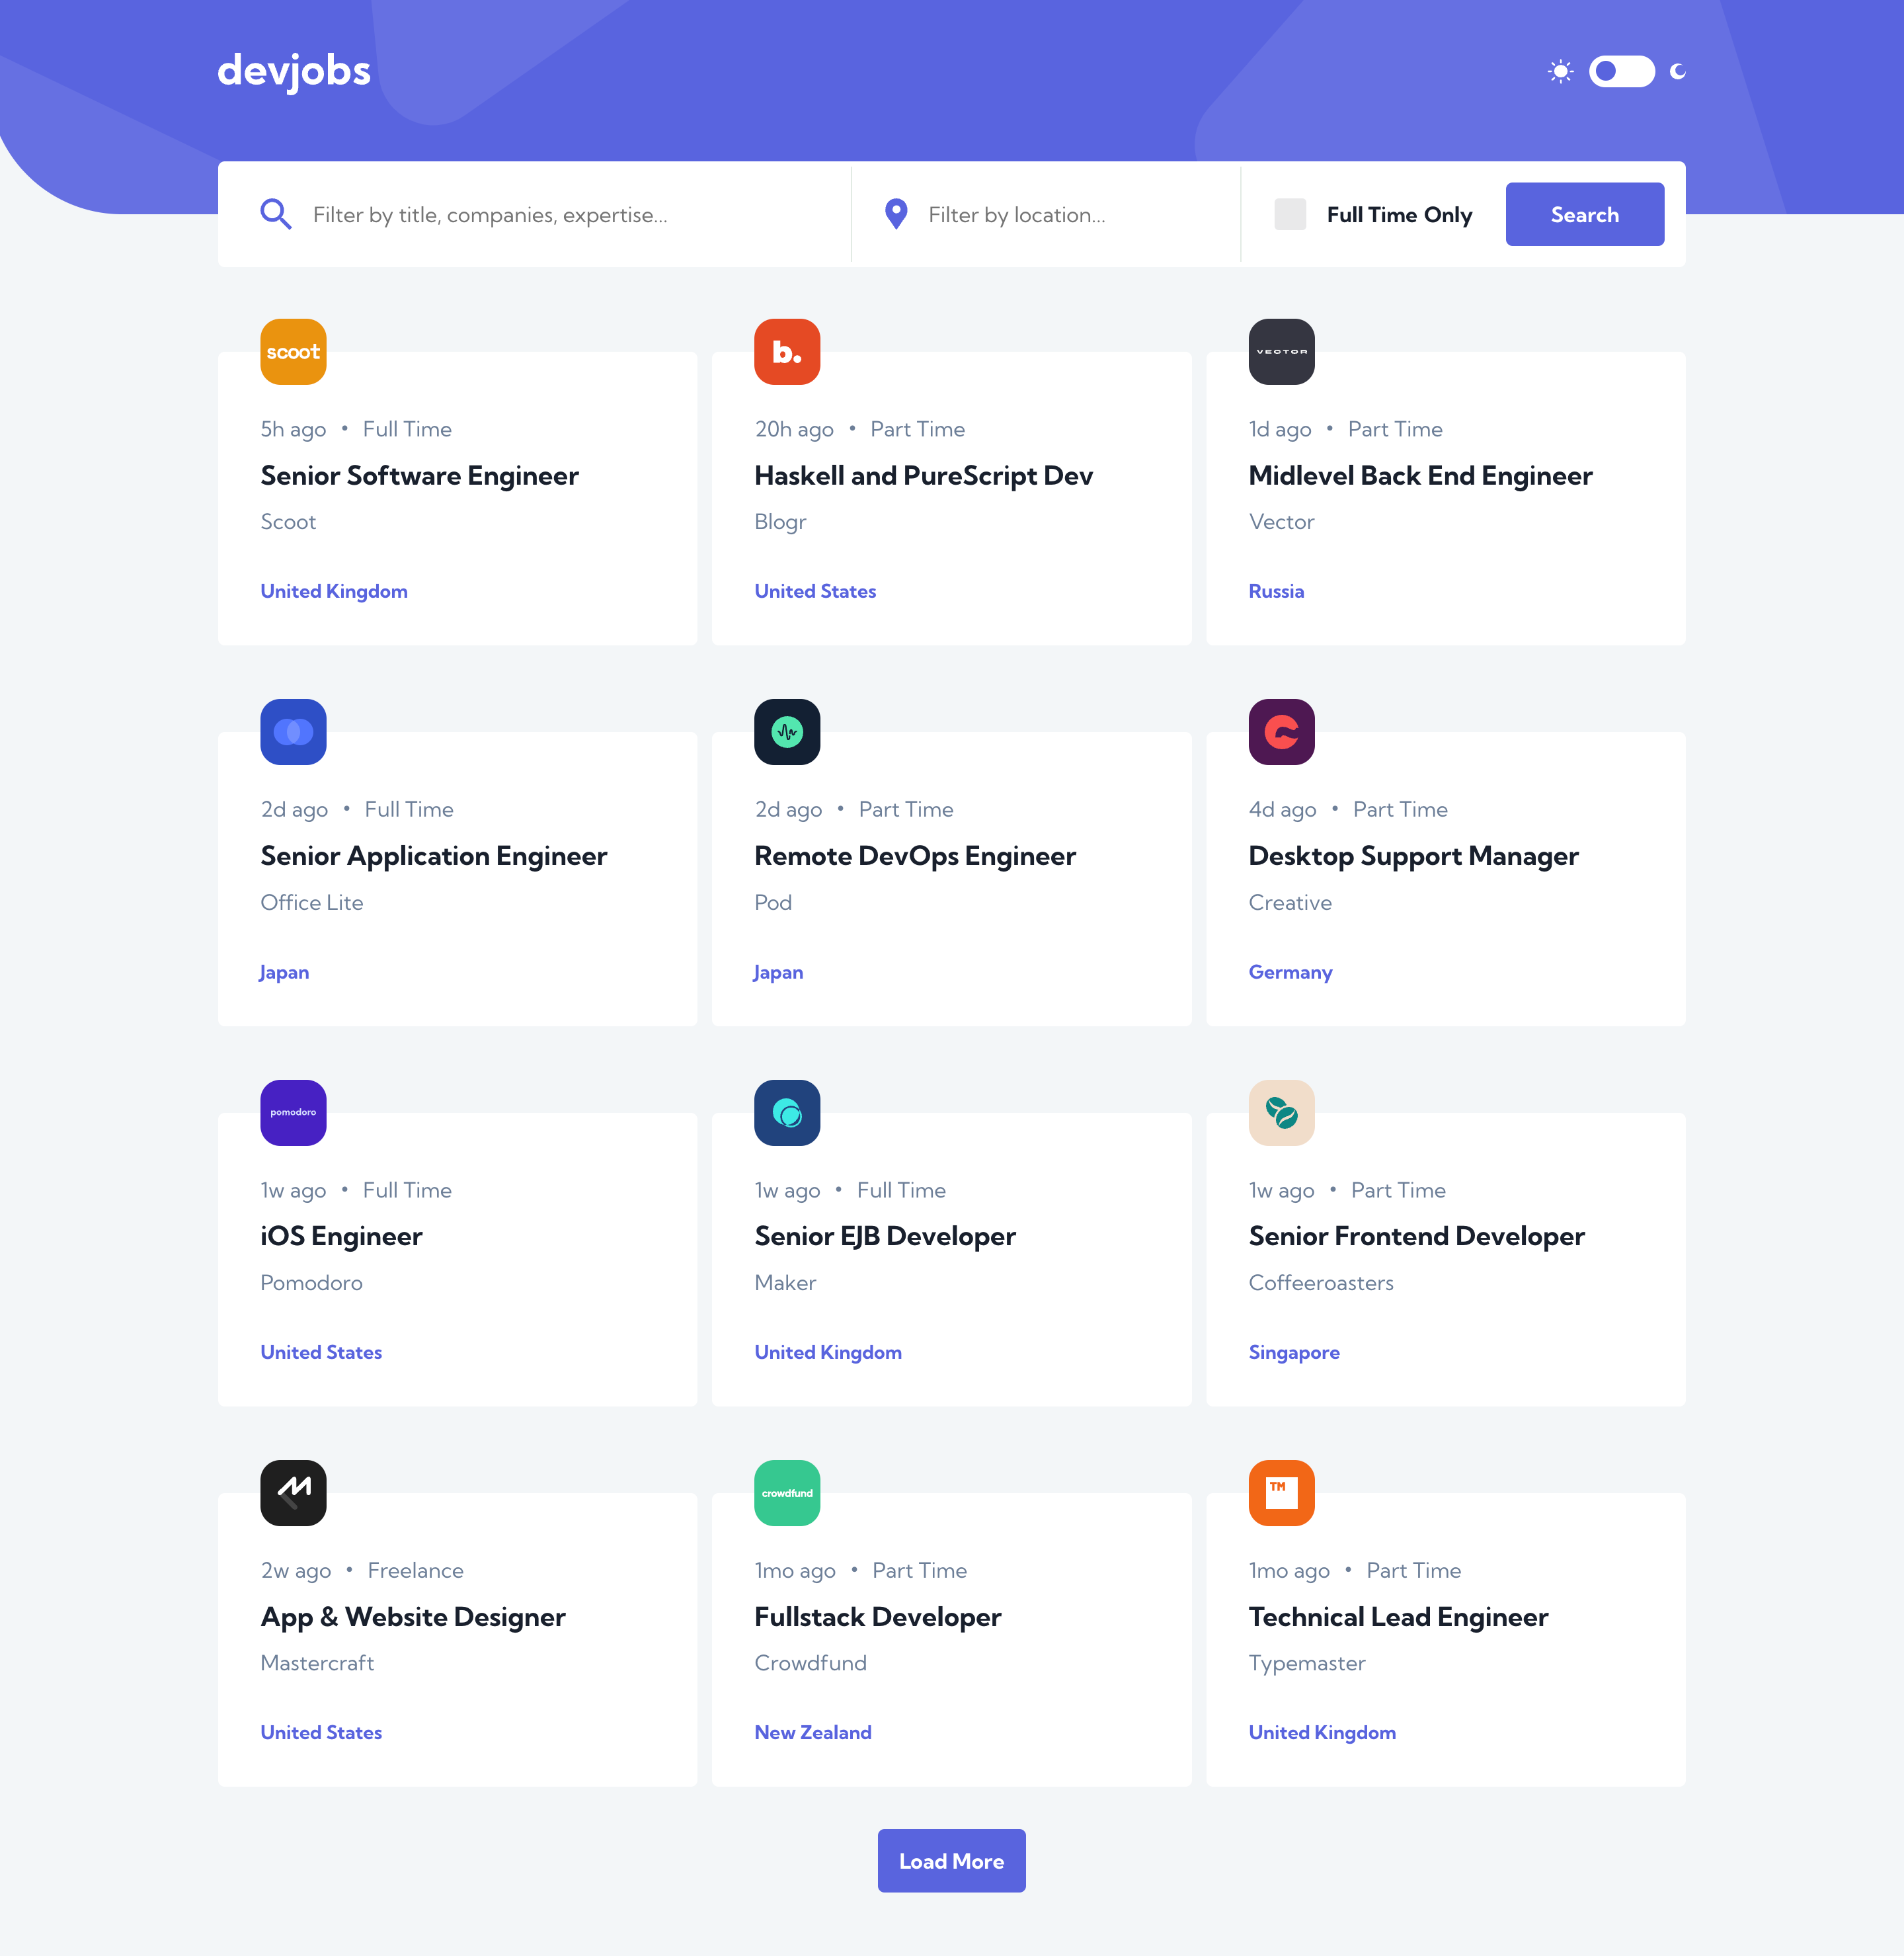 devjobs
Filter by title, companies, expertise...
Filter by location...
Full Time Only
Search
scoot
5h ago • Full Time
Senior Software Engineer
Scoot
United Kingdom
b.
20h ago • Part Time
Haskell and PureScript Dev
Blogr
United States
VECTOR
1d ago • Part Time
Midlevel Back End Engineer
Vector
Russia
2d ago • Full Time
Senior Application Engineer
Office Lite
Japan
2d ago • Part Time
Remote DevOps Engineer
Pod
Japan
4d ago • Part Time
Desktop Support Manager
Creative
Germany
pomodoro
1w ago • Full Time
iOS Engineer
Pomodoro
United States
1w ago • Full Time
Senior EJB Developer
Maker
United Kingdom
1w ago • Part Time
Senior Frontend Developer
Coffeeroasters
Singapore
2w ago • Freelance
App & Website Designer
Mastercraft
United States
crowdfund
1mo ago • Part Time
Fullstack Developer
Crowdfund
New Zealand
TM
1mo ago • Part Time
Technical Lead Engineer
Typemaster
United Kingdom
Load More